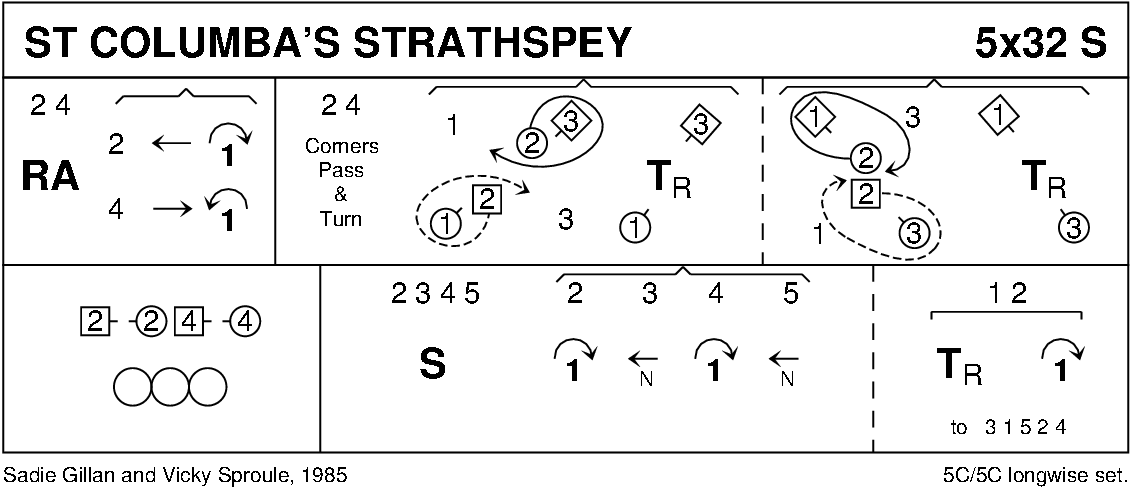 ST COLUMBA'S STRATHSPEY 5x32 S
2 4
RA
2 1
4 1
2 4
Corners
Pass
&
Turn
1 2 3 3
2 1 3 1
TR
1 3 1
2 2
1 3 3
TR
2 2 4 4
2 3 4 5 2 3 4 5
S 1 N 1 N
1 2
TR 1
to 3 1 5 2 4
Sadie Gillan and Vicky Sproule, 1985 5C/5C longwise set.